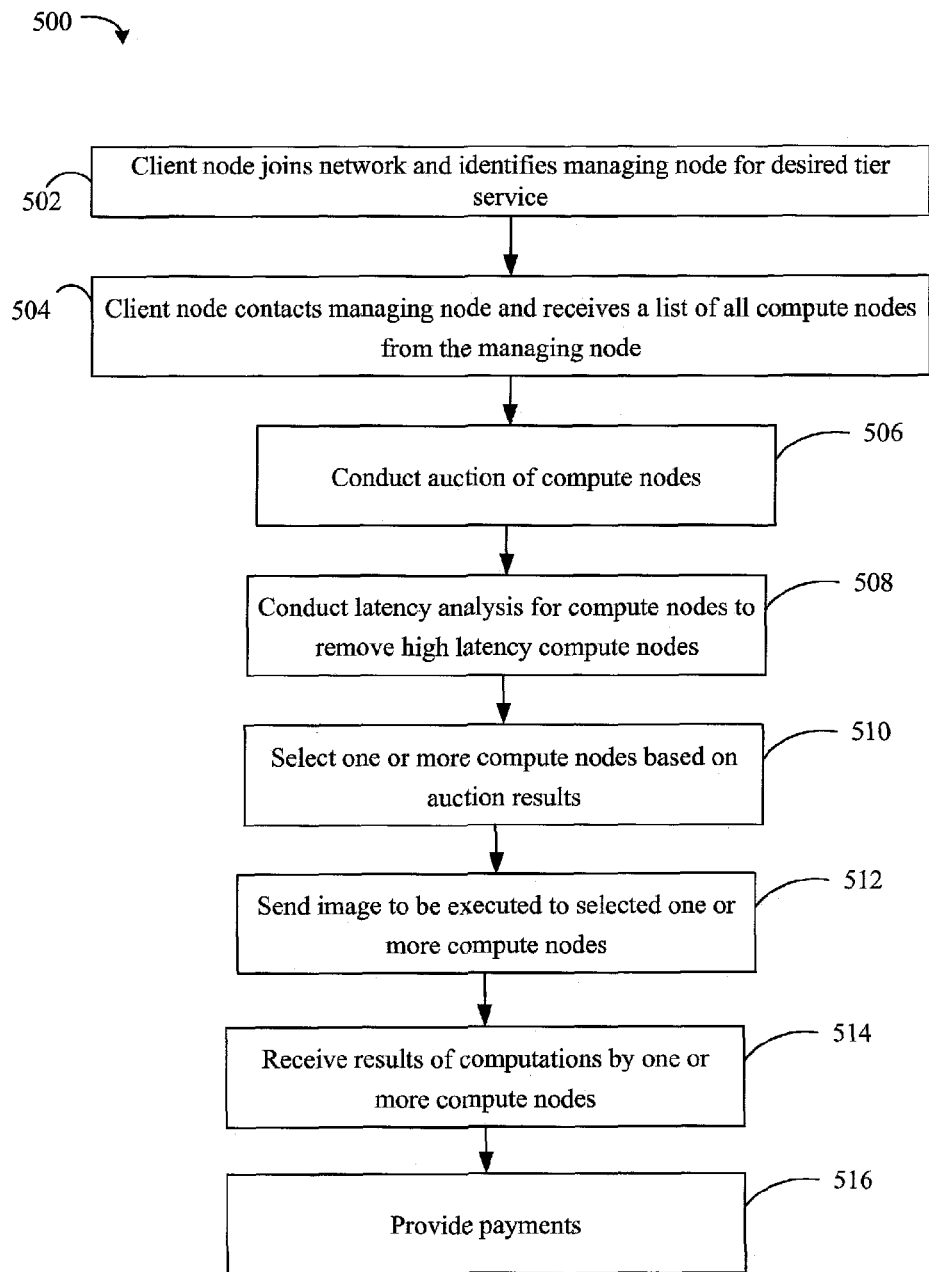 500
Client node joins network and identifies managing node for desired tier
service
502
504
Client node contacts managing node and receives a list of all compute nodes
from the managing node
506
Conduct auction of compute nodes
508
Conduct latency analysis for compute nodes to
remove high latency compute nodes
510
Select one or more compute nodes based on
auction results
512
Send image to be executed to selected one or
more compute nodes
514
Receive results of computations by one or
more compute nodes
516
Provide payments